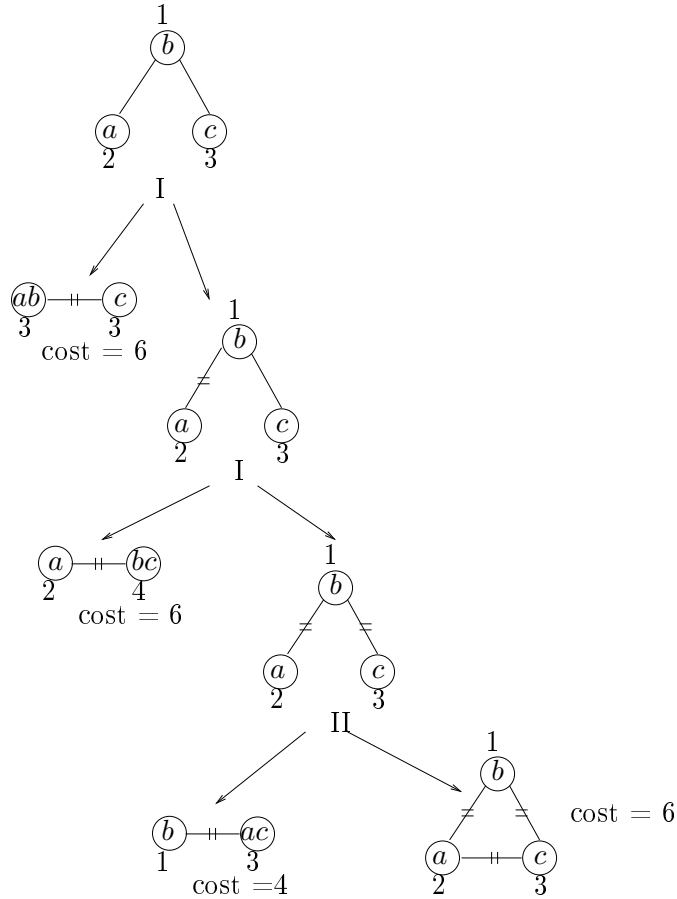 1
b
a c
2 3
I
ab c
3 3
cost = 6
1
b
a c
2 3
I
a bc
2 4
cost = 6
1
b
a c
2 3
II
1
b
cost = 6
b ac
1 3
cost =4
a c
2 3